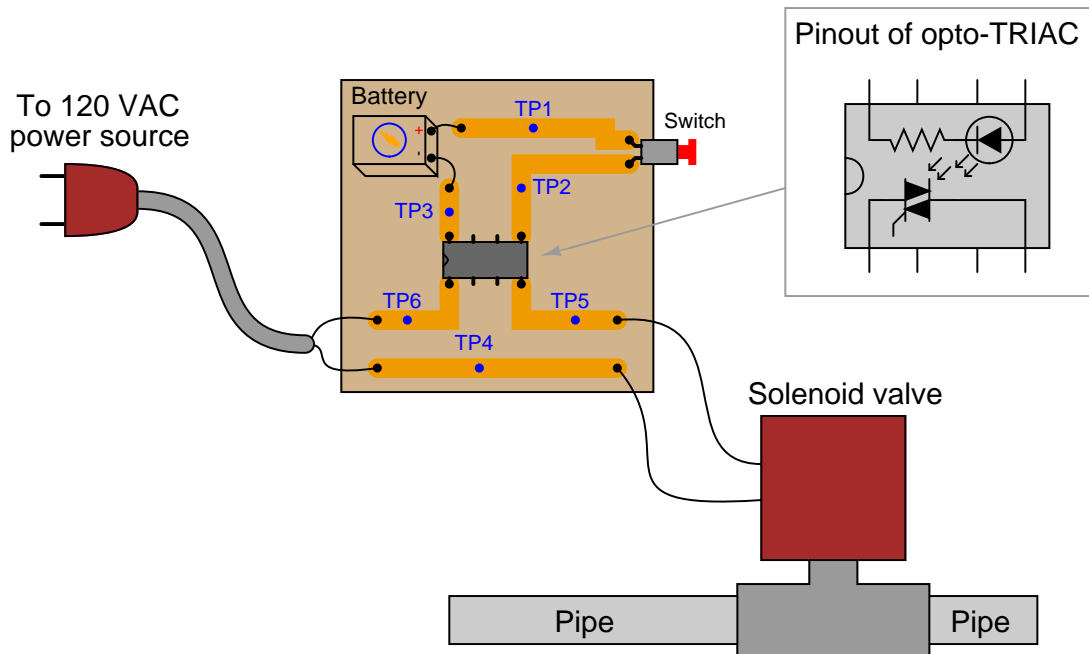 Pinout of opto-TRIAC
To 120 VAC
power source
Battery
+
-
TP1
Switch
TP2
TP3
TP6
TP5
TP4
Solenoid valve
Pipe
Pipe